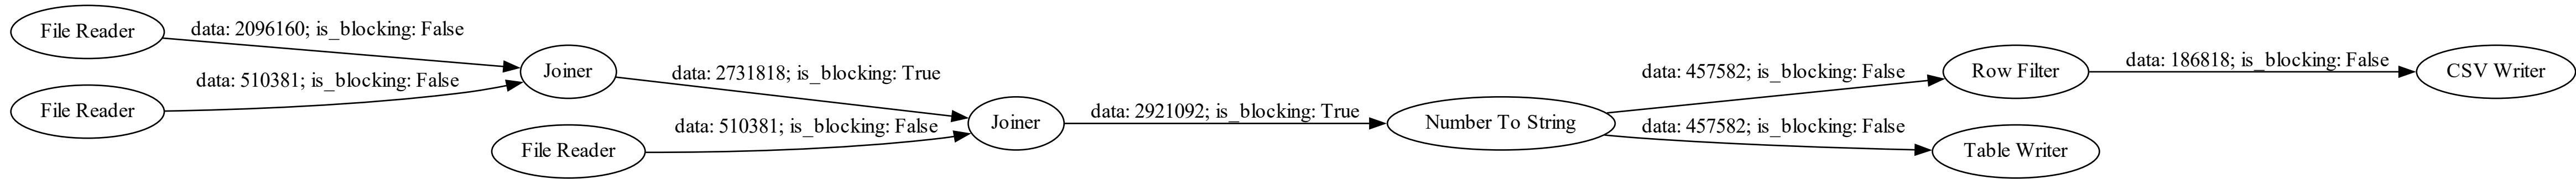 File Reader
data: 2096160; is_blocking: False
File Reader
data: 510381; is_blocking: False
Joiner
data: 2731818; is_blocking: True
File Reader
data: 510381; is_blocking: False
Joiner
data: 2921092; is_blocking: True
Number To String
data: 457582; is_blocking: False
Row Filter
data: 186818; is_blocking: False
CSV Writer
data: 457582; is_blocking: False
Table Writer